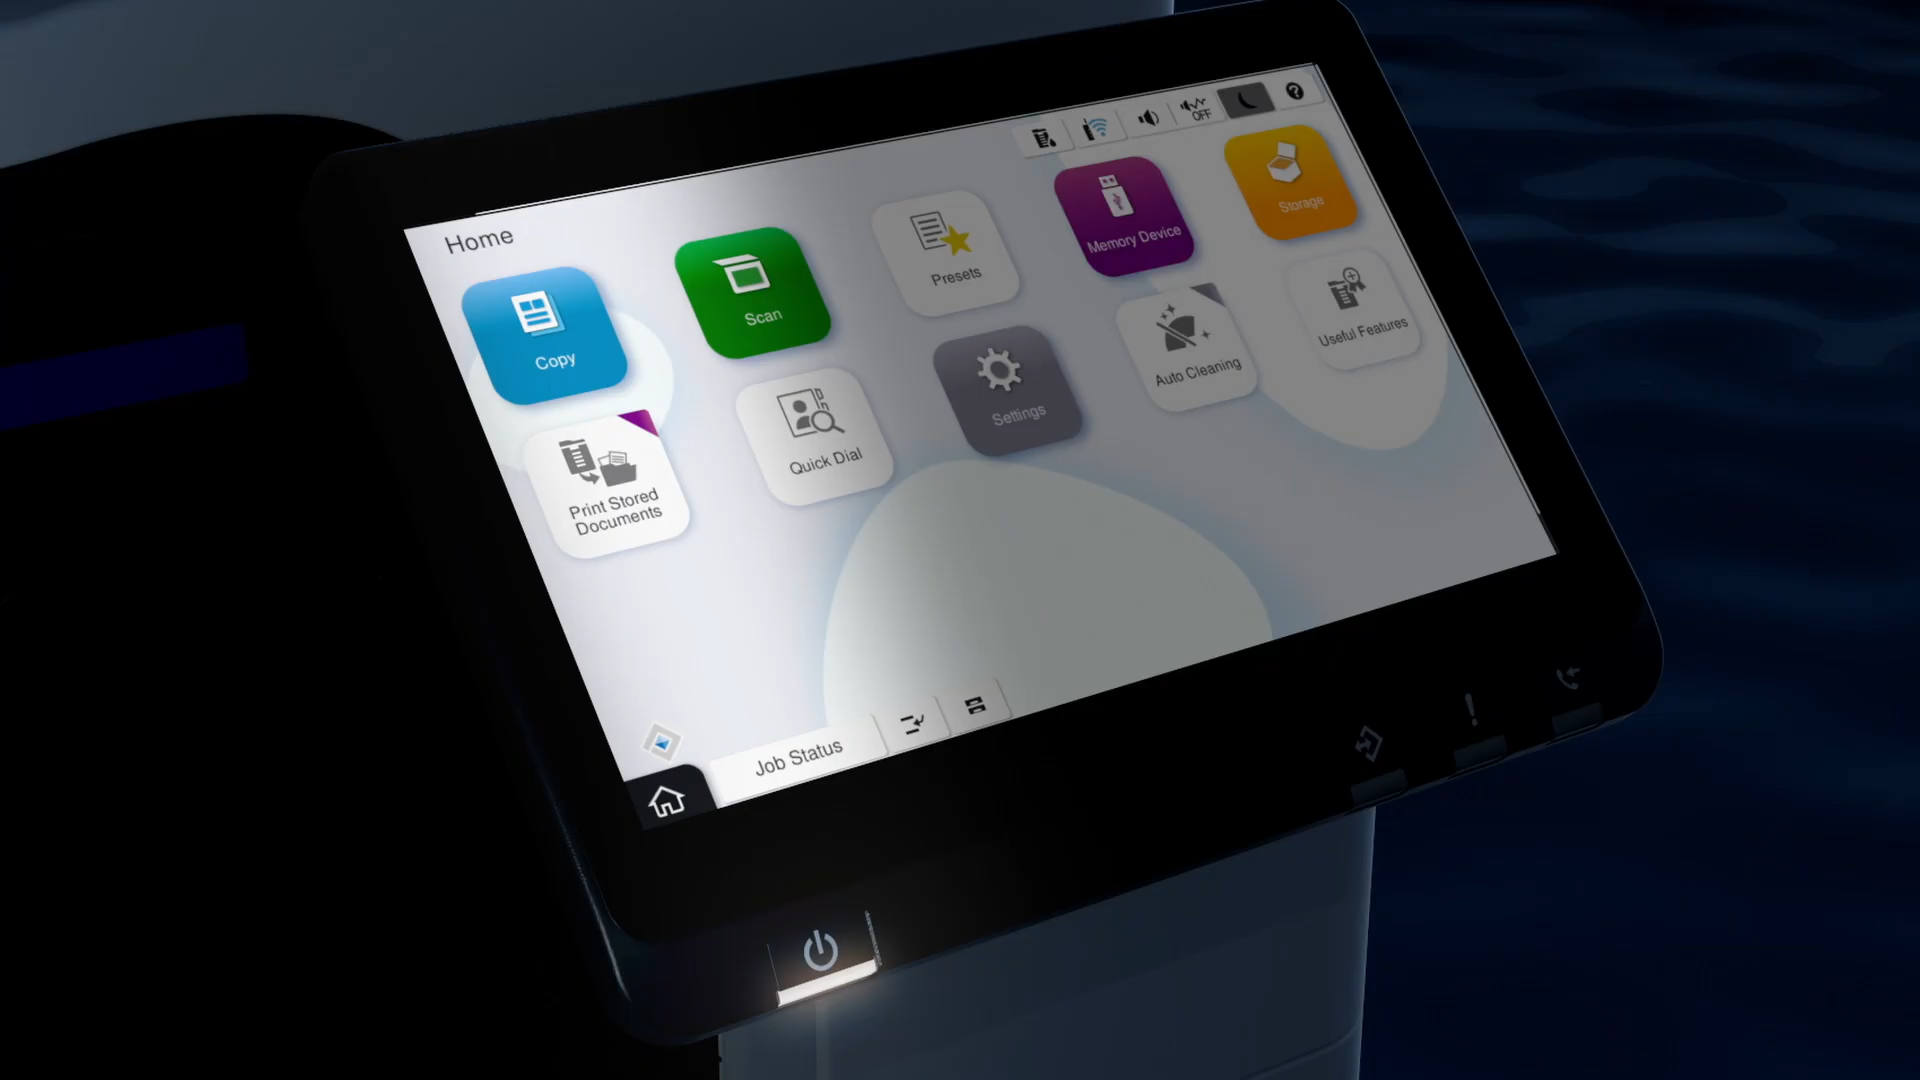 OFF
?
Home
Copy
Scan
Presets
Memory Device
Storage
Print Stored
Documents
Quick Dial
Settings
Auto Cleaning
Useful Features
Job Status
!